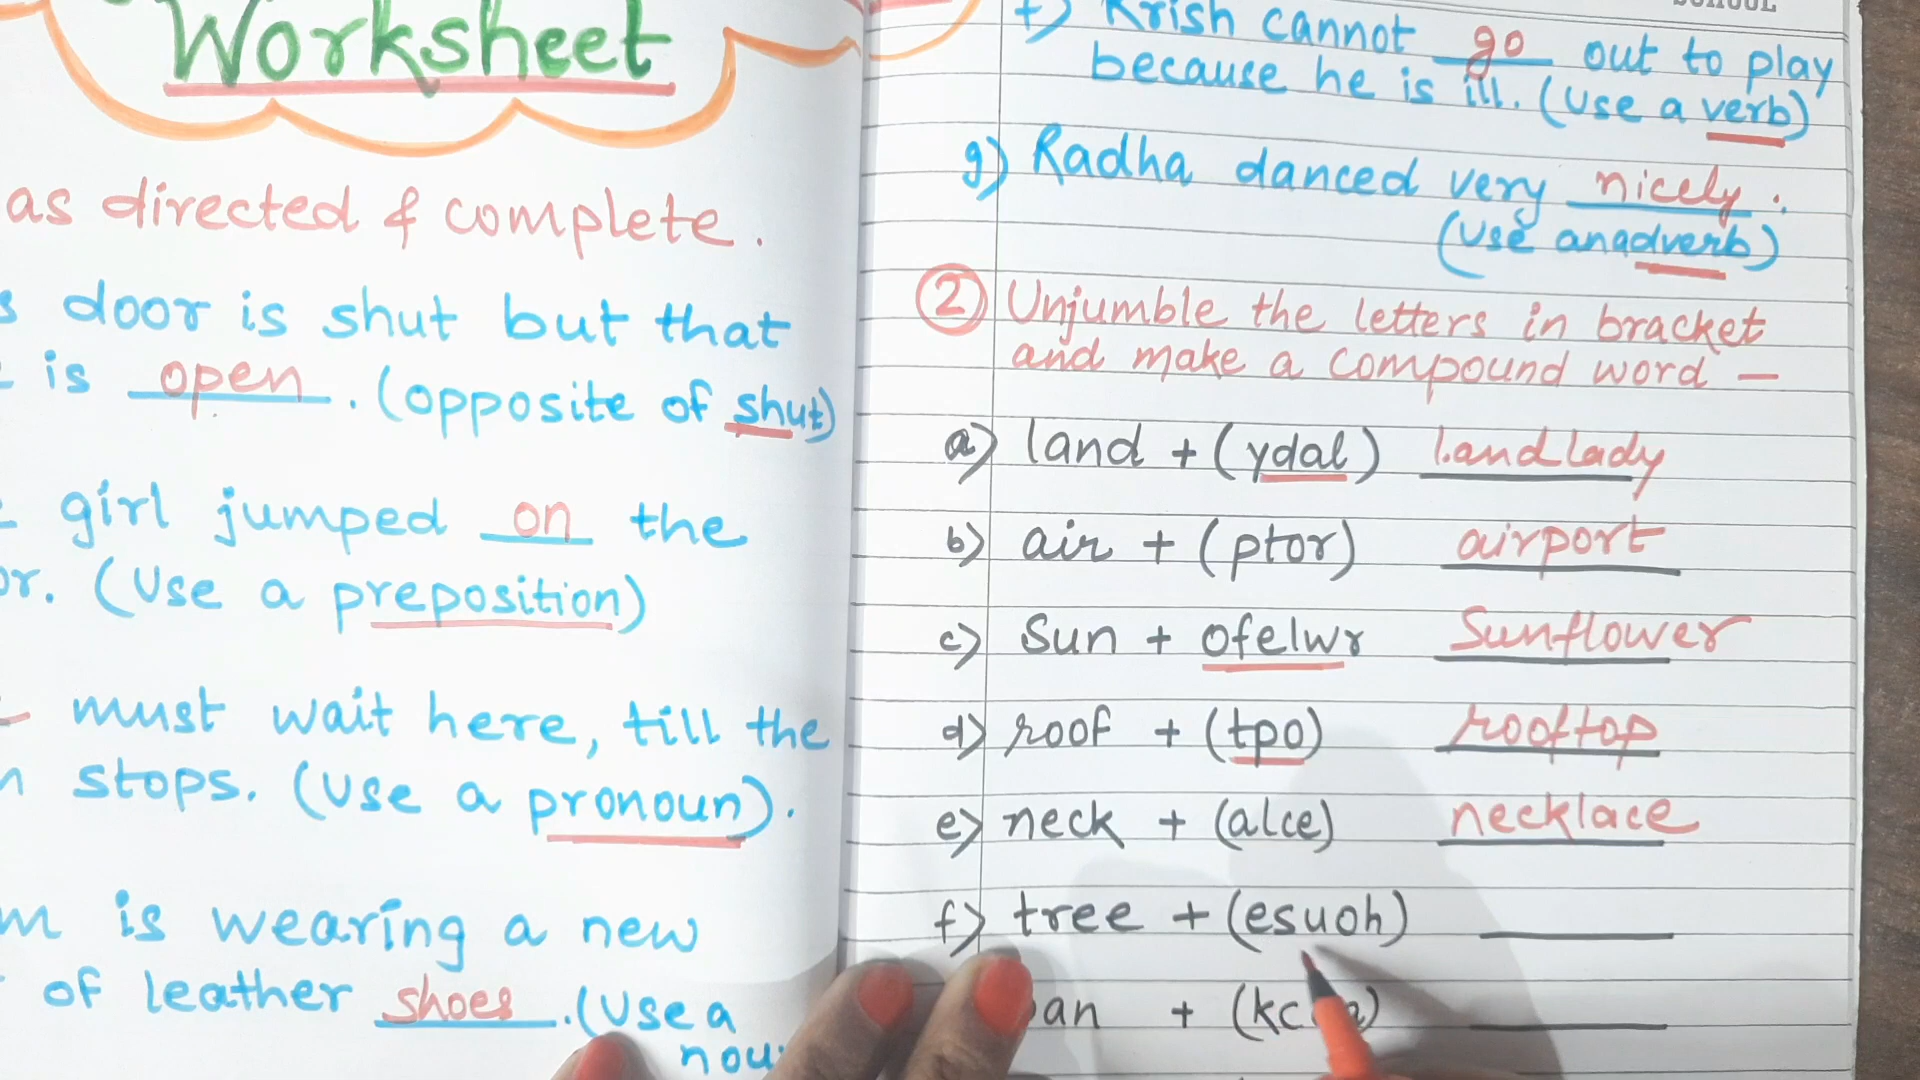 Worksheet
as directed & complete.
door is shut but that
is open. (opposite of shut)
girl jumped on the
(Use a preposition)
must wait here, till the
stops. (Use a pronoun).
is wearing a new
of leather shoes. (Use a
SCHOOL
f) Krish cannot go out to play
because he is ill. (Use a verb)
g) Radha danced very nicely.
(Use an adverb)
2 Unjumble the letters in bracket
and make a compound word —
a) land + (ydal) landlady
b) air + (ptor) airport
c) Sun + ofelwr Sunflower
d) roof + (tpo) rooftop
e) neck + (alce) necklace
f) tree + (esuoh)
+